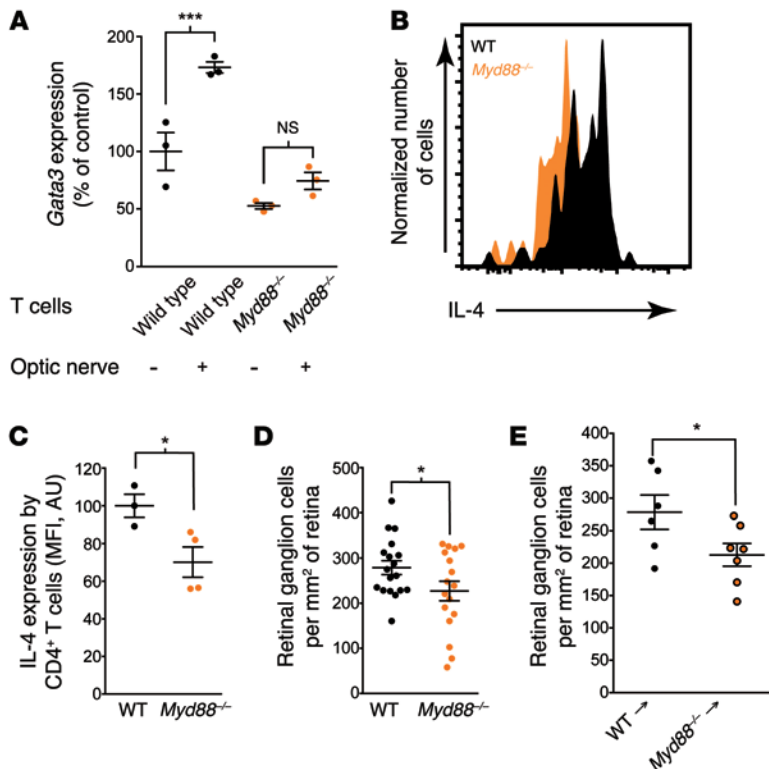 A
Gata3 expression
(% of control)
200
150
100
50
0
***
NS
T cells
Wild type
Wild type
Myd88–/–
Myd88–/–
Optic nerve
-
+
-
+
B
WT
Myd88–/–
Normalized number
of cells
IL-4
C
IL-4 expression by
CD4+ T cells (MFI, AU)
120
100
80
60
40
20
0
*
WT
Myd88–/–
D
Retinal ganglion cells
per mm² of retina
500
400
300
200
100
0
*
WT
Myd88–/–
E
Retinal ganglion cells
per mm² of retina
400
350
300
250
200
150
100
50
0
*
WT →
Myd88–/– →